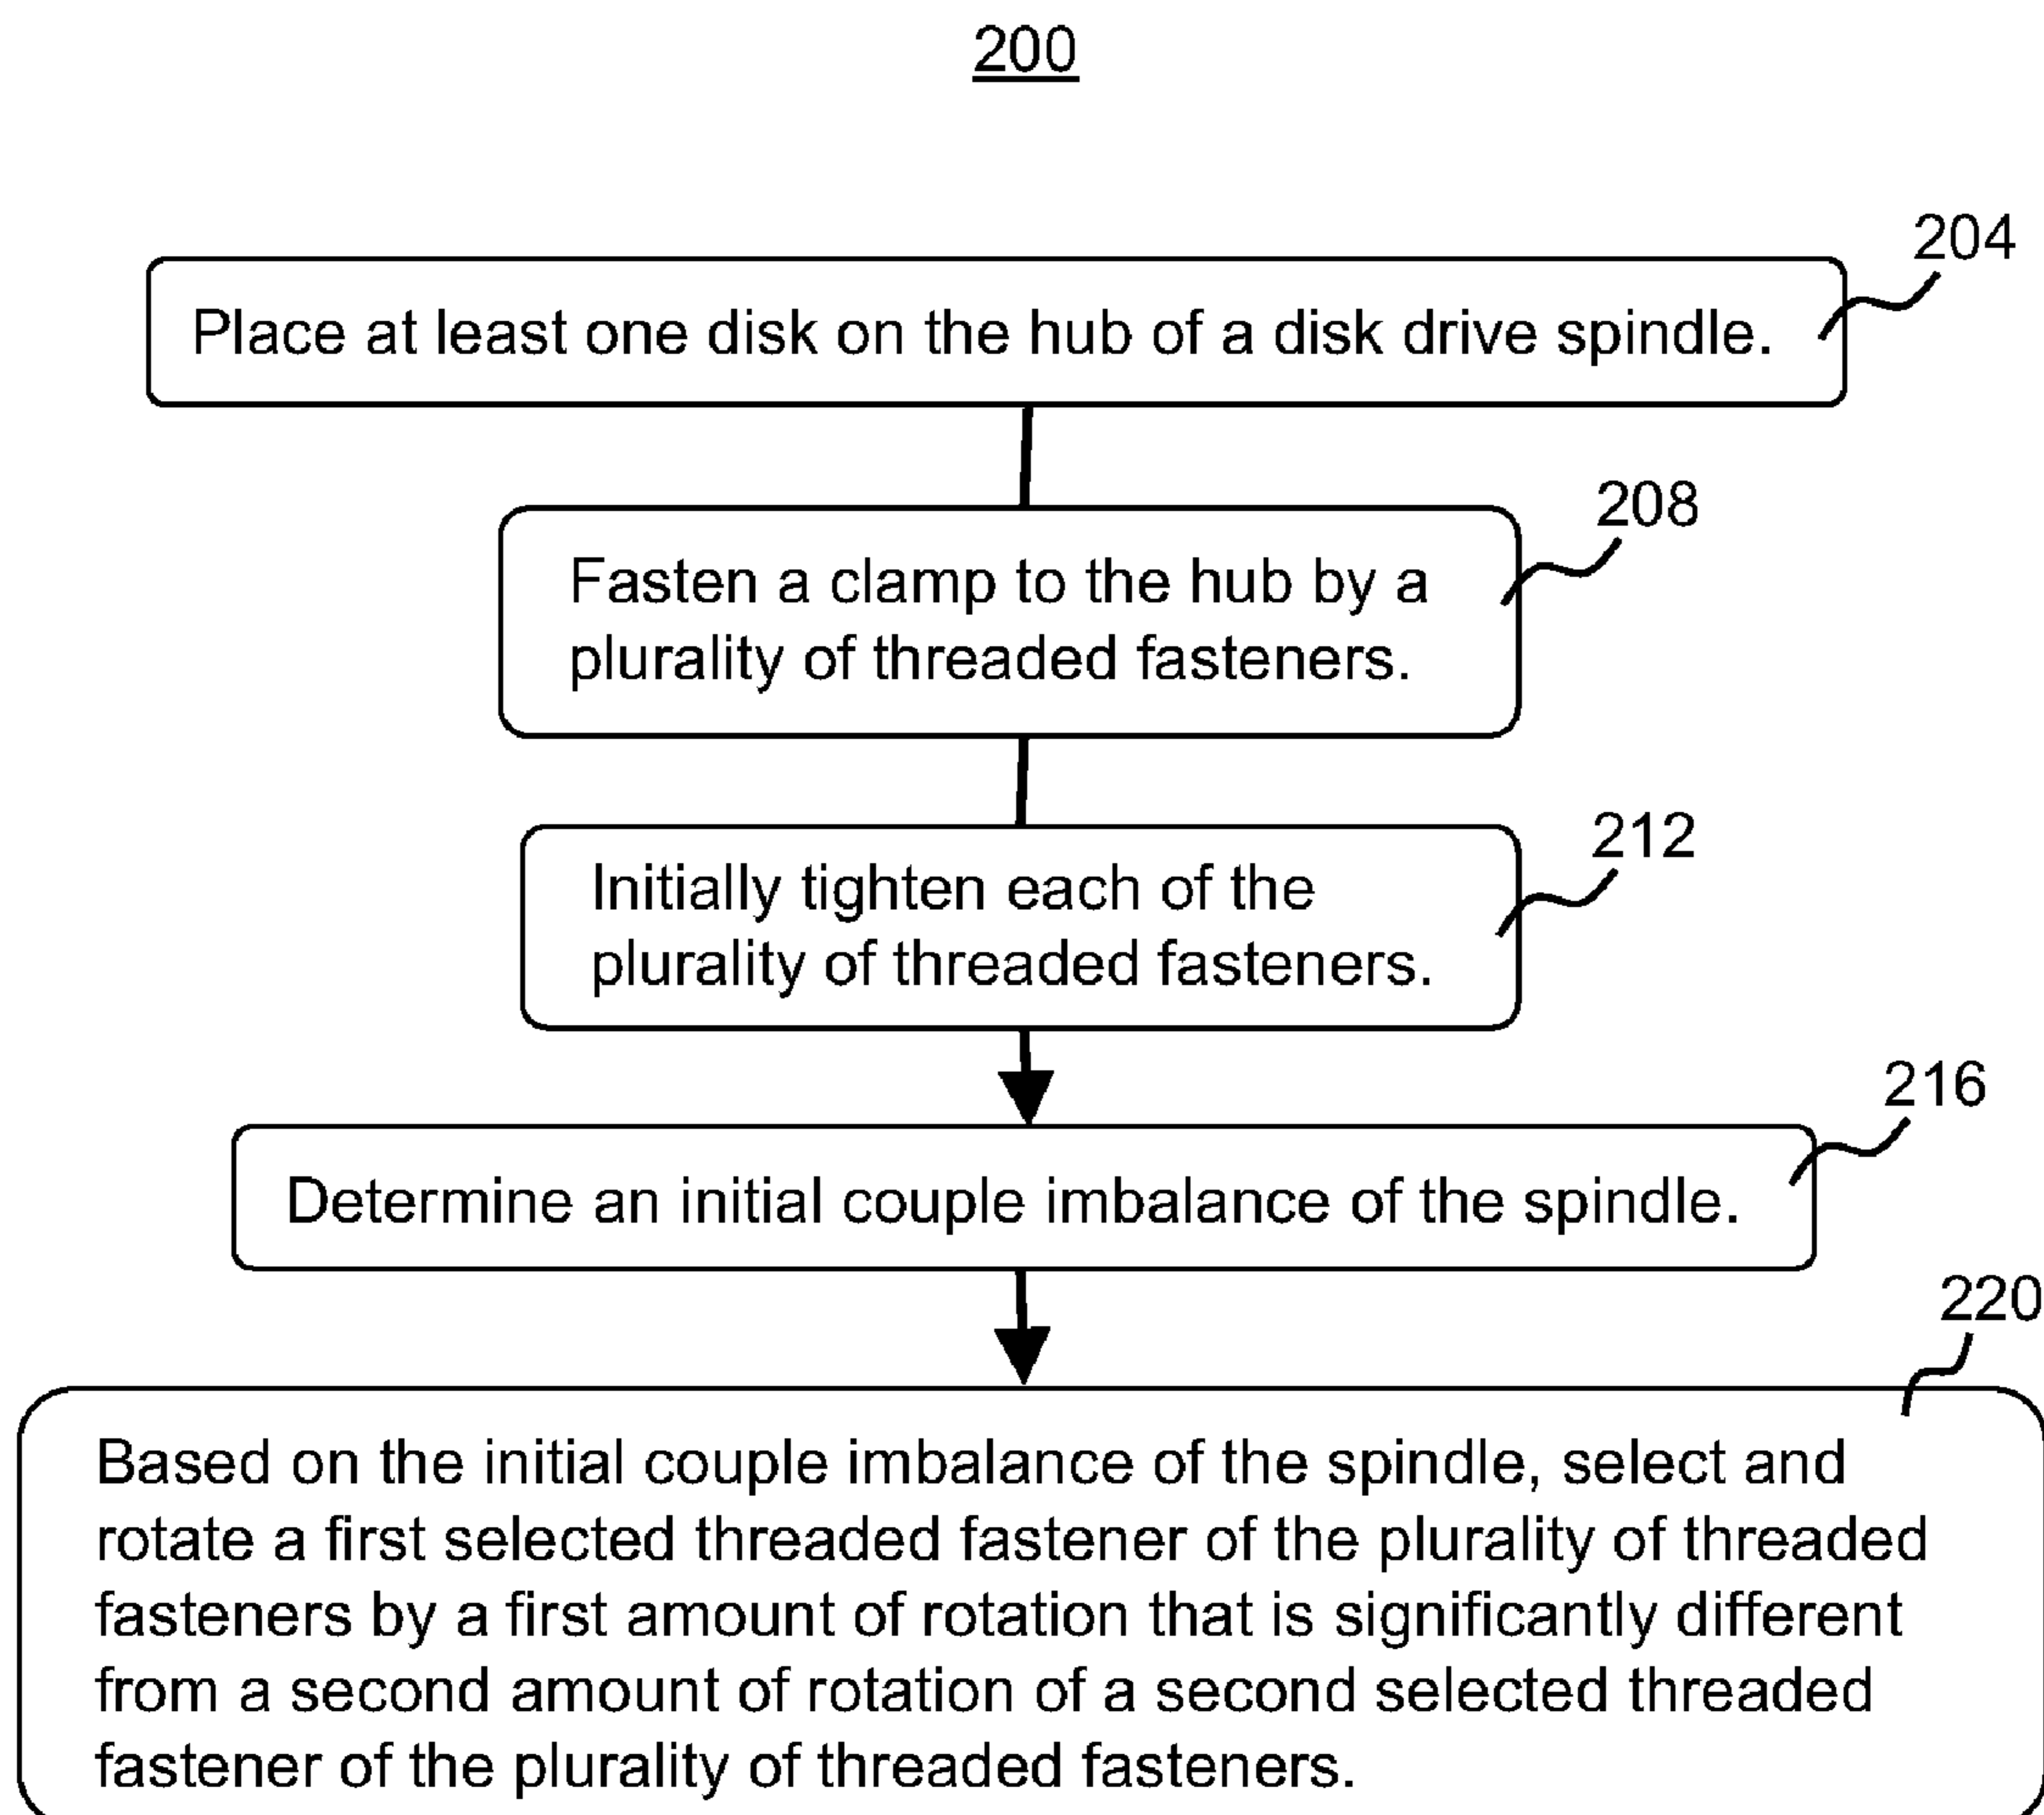 200
204
Place at least one disk on the hub of a disk drive spindle.
208
Fasten a clamp to the hub by a
plurality of threaded fasteners.
212
Initially tighten each of the
plurality of threaded fasteners.
216
Determine an initial couple imbalance of the spindle.
220
Based on the initial couple imbalance of the spindle, select and
rotate a first selected threaded fastener of the plurality of threaded
fasteners by a first amount of rotation that is significantly different
from a second amount of rotation of a second selected threaded
fastener of the plurality of threaded fasteners.